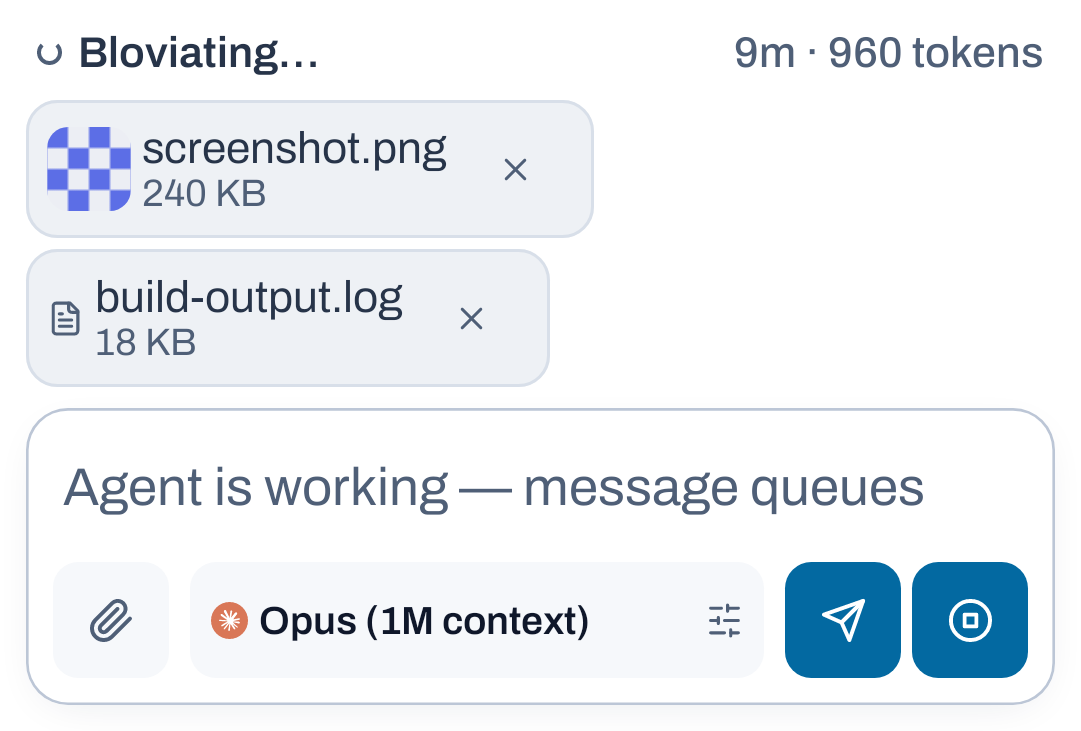 Bloviating...
9m · 960 tokens
screenshot.png
240 KB
build-output.log
18 KB
Agent is working — message queues
Opus (1M context)